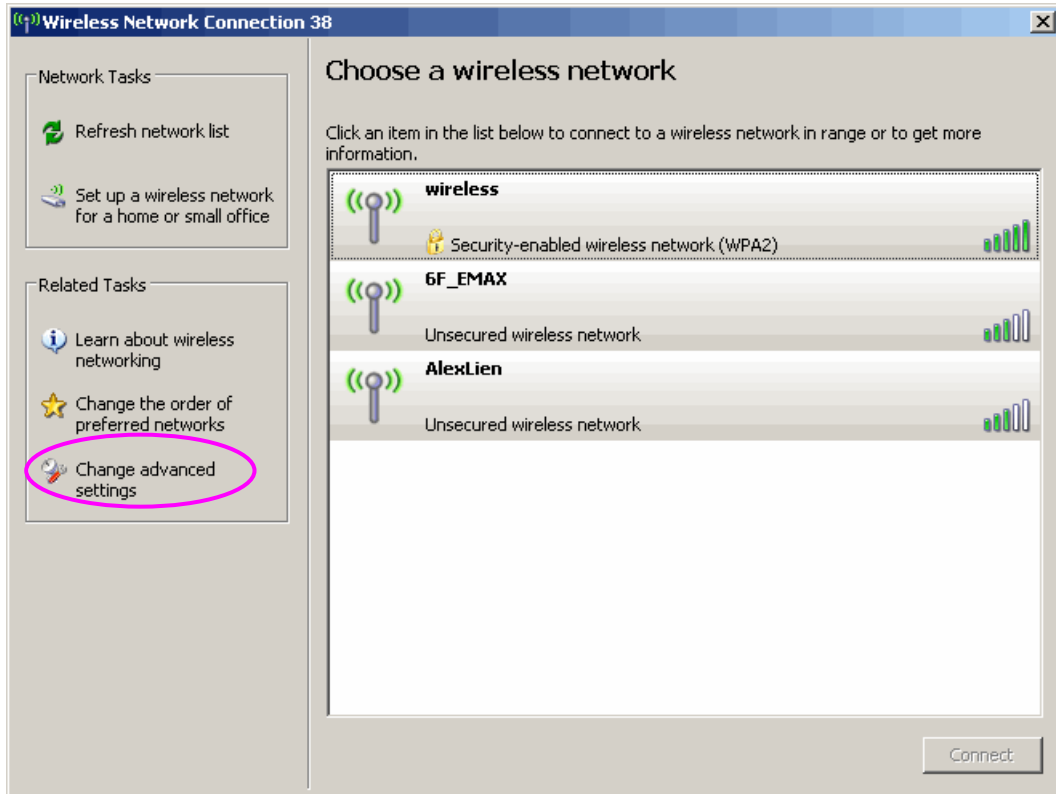 Wireless Network Connection 38
Network Tasks
Refresh network list
Set up a wireless network
for a home or small office
Related Tasks
Learn about wireless
networking
Change the order of
preferred networks
Change advanced
settings
Choose a wireless network
Click an item in the list below to connect to a wireless network in range or to get more
information.
wireless
Security-enabled wireless network (WPA2)
6F_EMAX
Unsecured wireless network
AlexLien
Unsecured wireless network
Connect